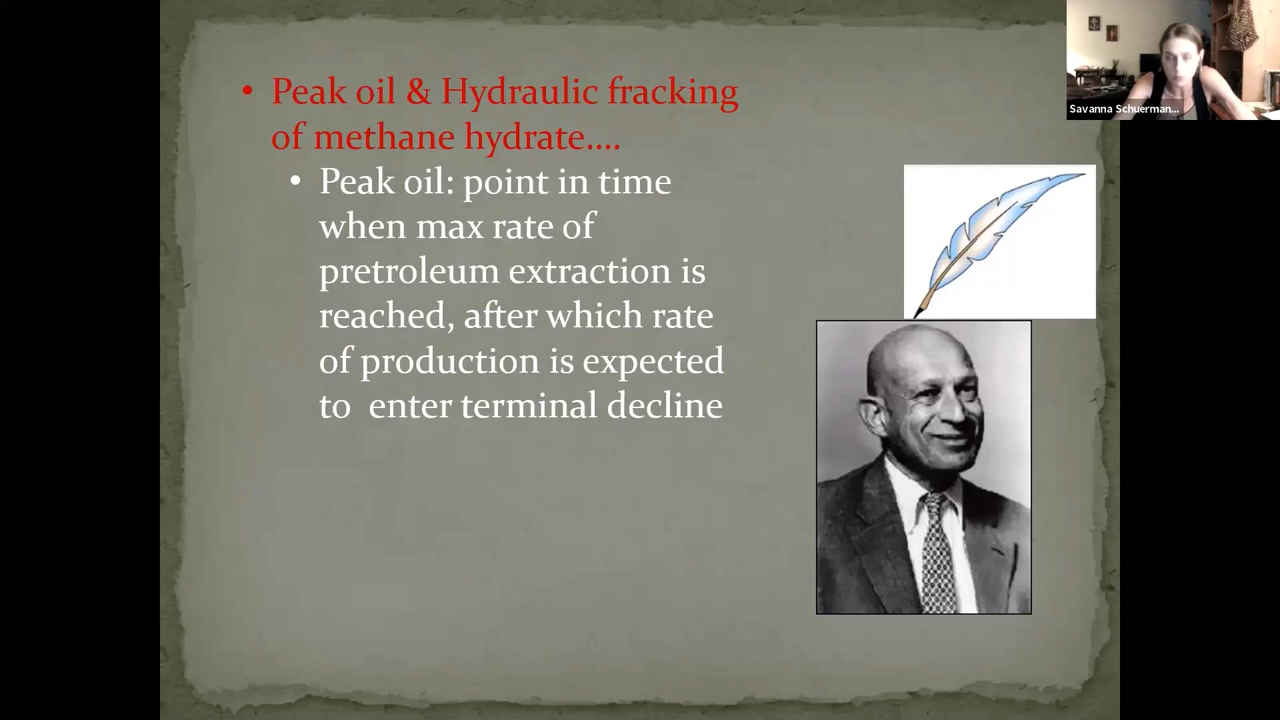 • Peak oil & Hydraulic fracking
of methane hydrate....
• Peak oil: point in time
when max rate of
pretroleum extraction is
reached, after which rate
of production is expected
to  enter terminal decline
Savanna Schuerman...